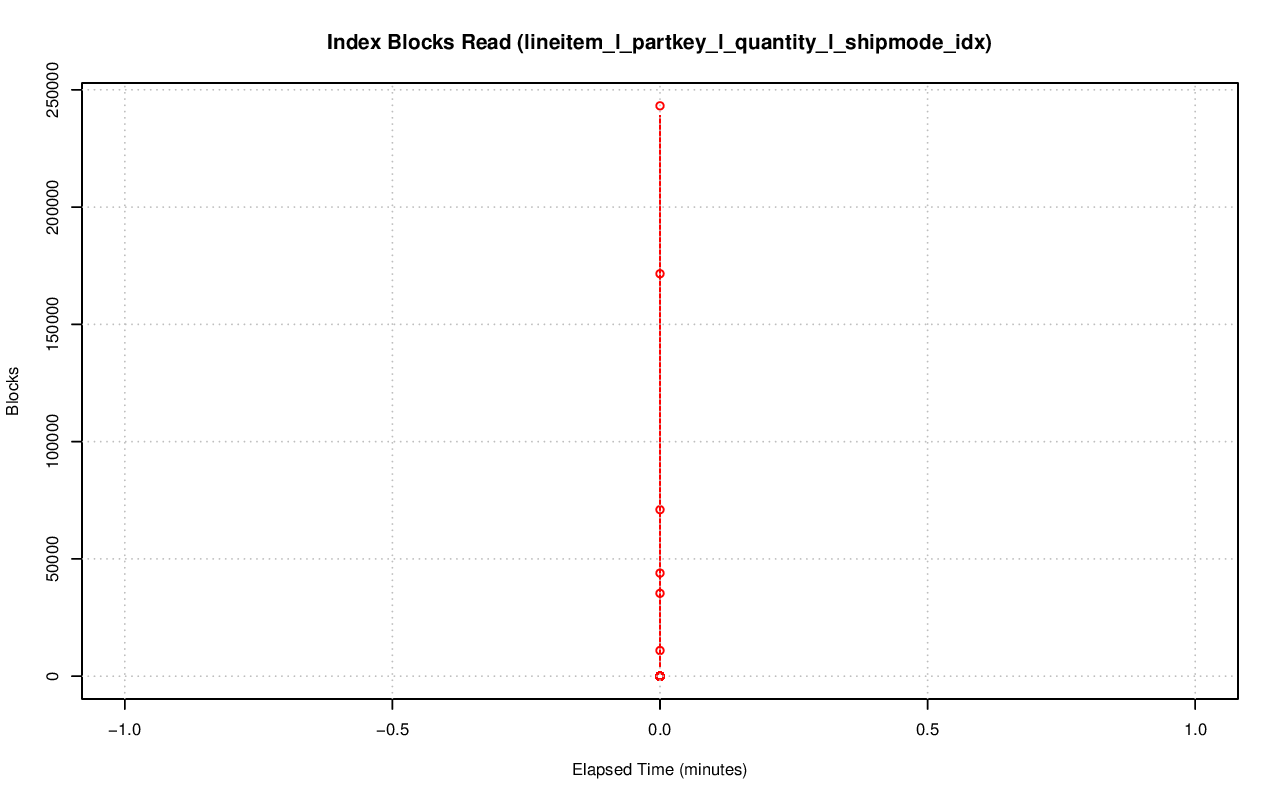 Index Blocks Read (lineitem_l_partkey_l_quantity_l_shipmode_idx)
250000
200000
150000
100000
50000
0
Blocks
−1.0 −0.5 0.0 0.5 1.0
Elapsed Time (minutes)